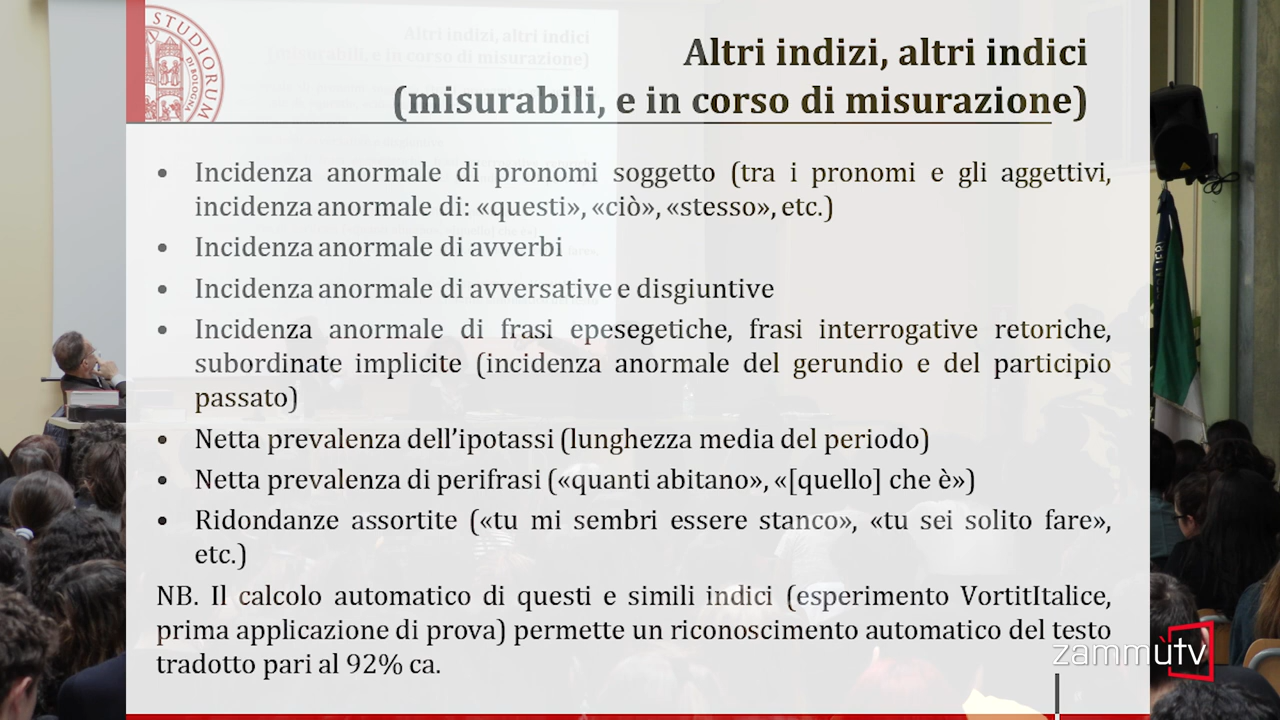 STUDIORUM
DI BOLOGNA
Altri indizi, altri indici
(misurabili, e in corso di misurazione)
• Incidenza anormale di pronomi soggetto (tra i pronomi e gli aggettivi,
incidenza anormale di: «questi», «ciò», «stesso», etc.)
• Incidenza anormale di avverbi
• Incidenza anormale di avversative e disgiuntive
• Incidenza anormale di frasi epesegetiche, frasi interrogative retoriche,
subordinate implicite (incidenza anormale del gerundio e del participio
passato)
• Netta prevalenza dell’ipotassi (lunghezza media del periodo)
• Netta prevalenza di perifrasi («quanti abitano», «[quello] che è»)
• Ridondanze assortite («tu mi sembri essere stanco», «tu sei solito fare»,
etc.)
NB. Il calcolo automatico di questi e simili indici (esperimento VortitItalice,
prima applicazione di prova) permette un riconoscimento automatico del testo
tradotto pari al 92% ca.
zammùtv